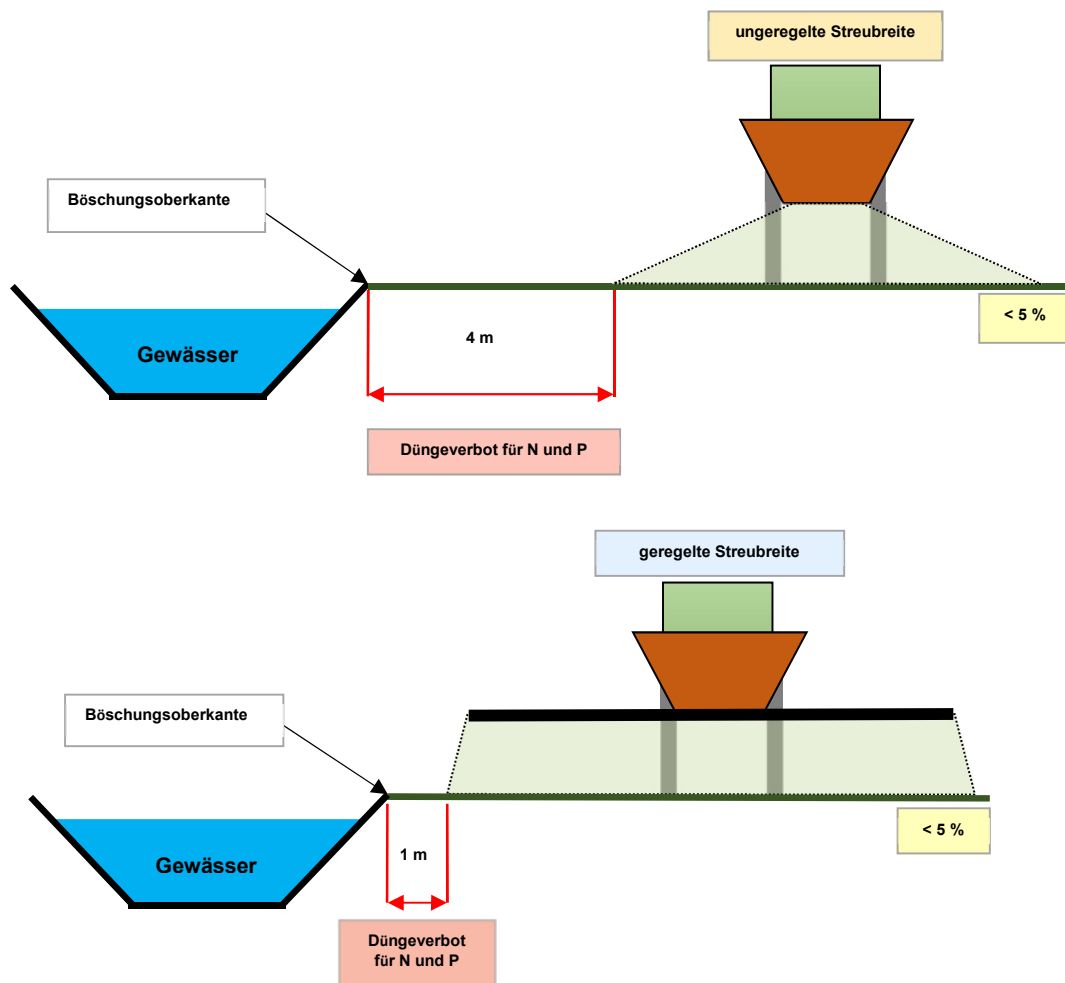 ungeregelte Streubreite
Böschungsoberkante
< 5 %
4 m
Gewässer
Düngeverbot für N und P
geregelte Streubreite
Böschungsoberkante
< 5 %
1 m
Gewässer
Düngeverbot
für N und P